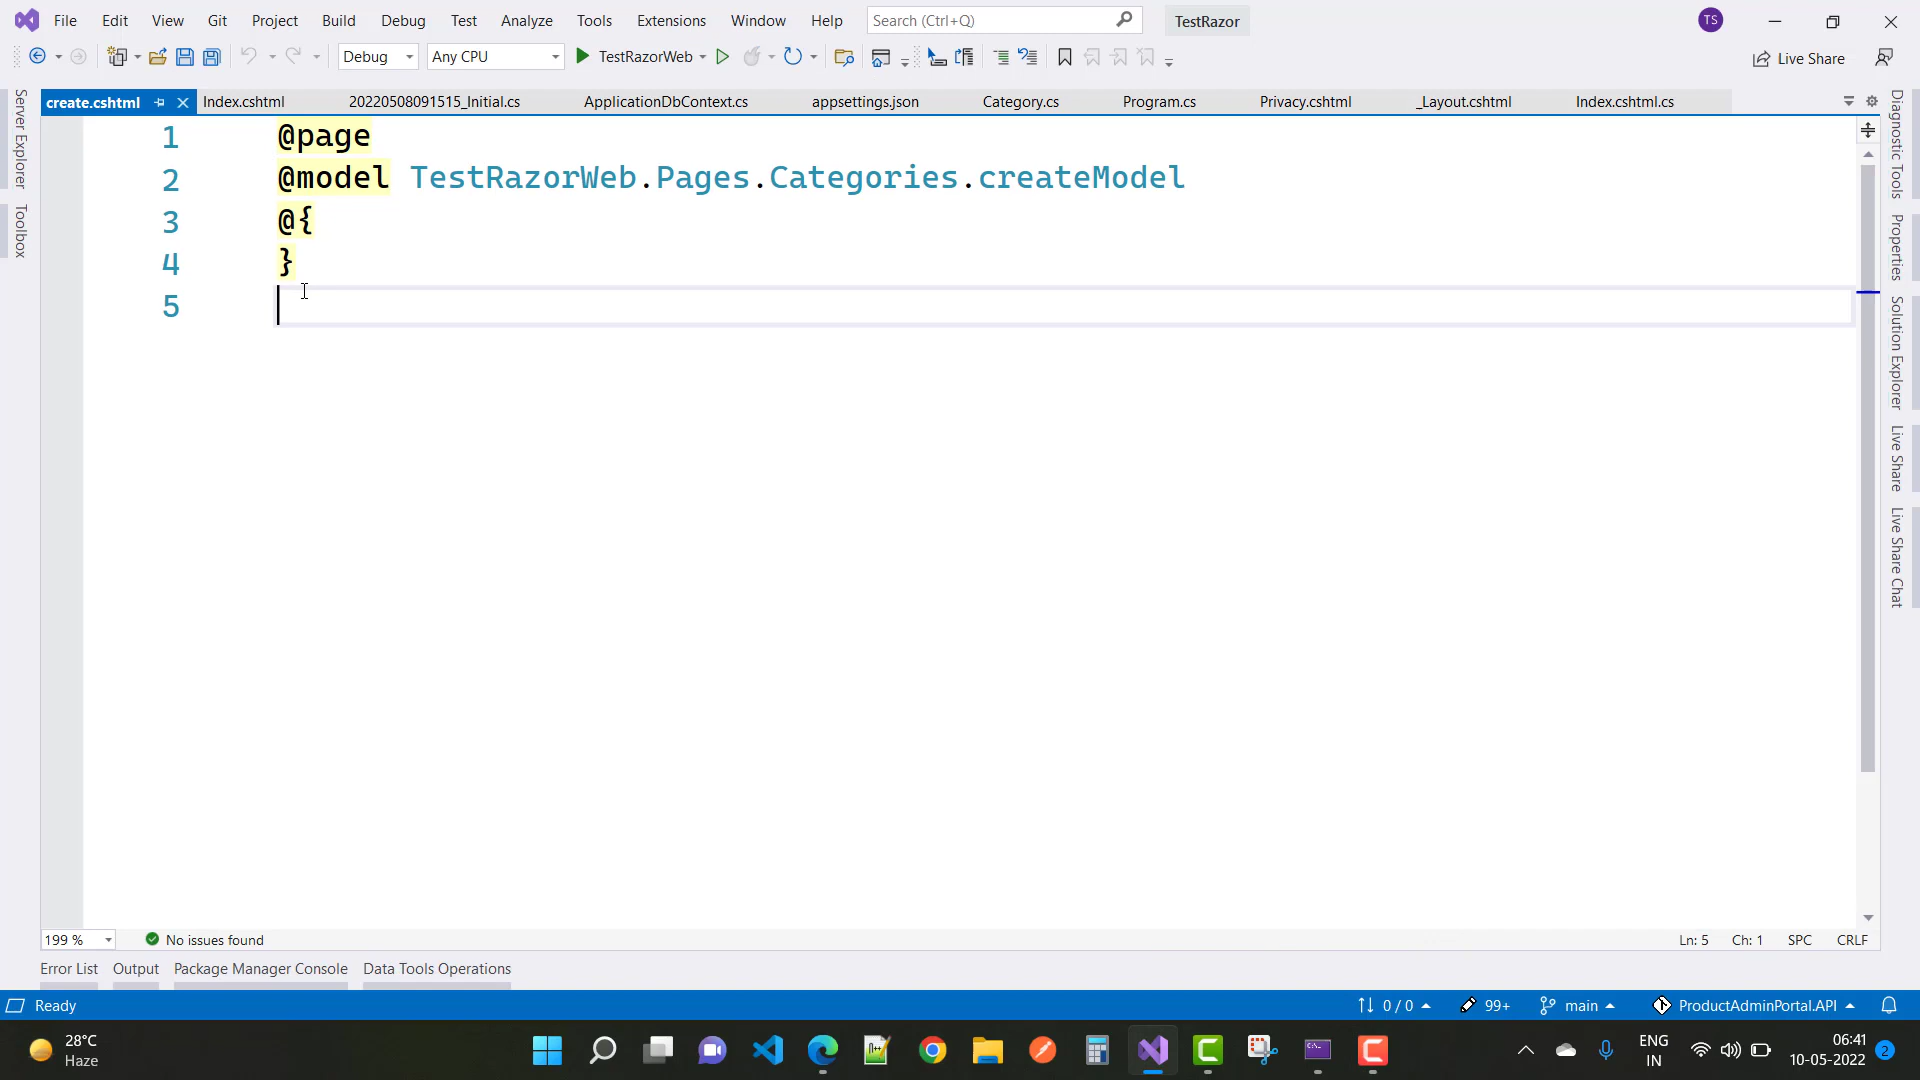 File Edit View Git Project Build Debug Test Analyze Tools Extensions Window Help Search (Ctrl+Q) TestRazor TS
Debug Any CPU TestRazorWeb Live Share
create.cshtml Index.cshtml 20220508091515_Initial.cs ApplicationDbContext.cs appsettings.json Category.cs Program.cs Privacy.cshtml _Layout.cshtml Index.cshtml.cs
Server Explorer
Toolbox
1 @page
2 @model TestRazorWeb.Pages.Categories.createModel
3 @{
4 }
5
Diagnostic Tools
Properties
Solution Explorer
Live Share
Live Share Chat
199 % No issues found Ln: 5 Ch: 1 SPC CRLF
Error List Output Package Manager Console Data Tools Operations
Ready 0 / 0 99+ main ProductAdminPortal.API
28°C
Haze
ENG
IN
06:41
10-05-2022
2